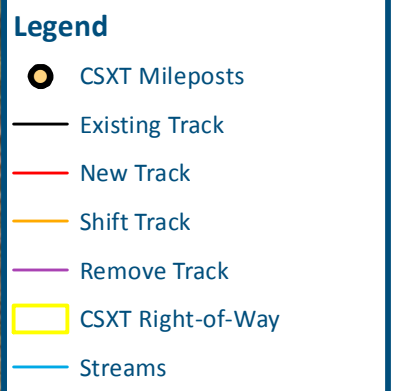 Legend
CSXT Mileposts
Existing Track
New Track
Shift Track
Remove Track
CSXT Right-of-Way
Streams